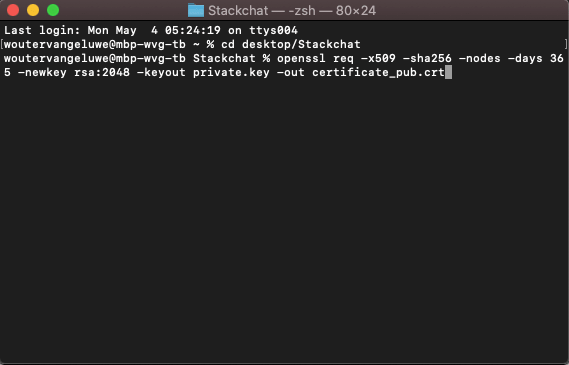 Stackchat — -zsh — 80×24
Last login: Mon May  4 05:24:19 on ttys004
[woutervangeluwe@mbp-wvg-tb ~ % cd desktop/Stackchat ]
woutervangeluwe@mbp-wvg-tb Stackchat % openssl req -x509 -sha256 -nodes -days 36
5 -newkey rsa:2048 -keyout private.key -out certificate_pub.crt